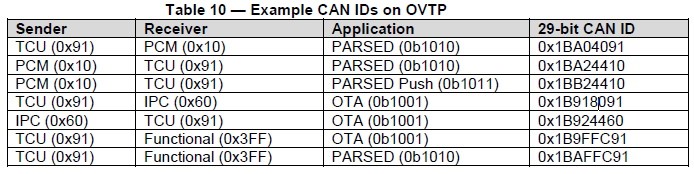 Table 10 — Example CAN IDs on OVTP
Sender Receiver Application 29-bit CAN ID
TCU (0x91) PCM (0x10) PARSED (0b1010) 0x1BA04091
PCM (0x10) TCU (0x91) PARSED (0b1010) 0x1BA24410
PCM (0x10) TCU (0x91) PARSED Push (0b1011) 0x1BB24410
TCU (0x91) IPC (0x60) OTA (0b1001) 0x1B918091
IPC (0x60) TCU (0x91) OTA (0b1001) 0x1B924460
TCU (0x91) Functional (0x3FF) OTA (0b1001) 0x1B9FFC91
TCU (0x91) Functional (0x3FF) PARSED (0b1010) 0x1BAFFC91